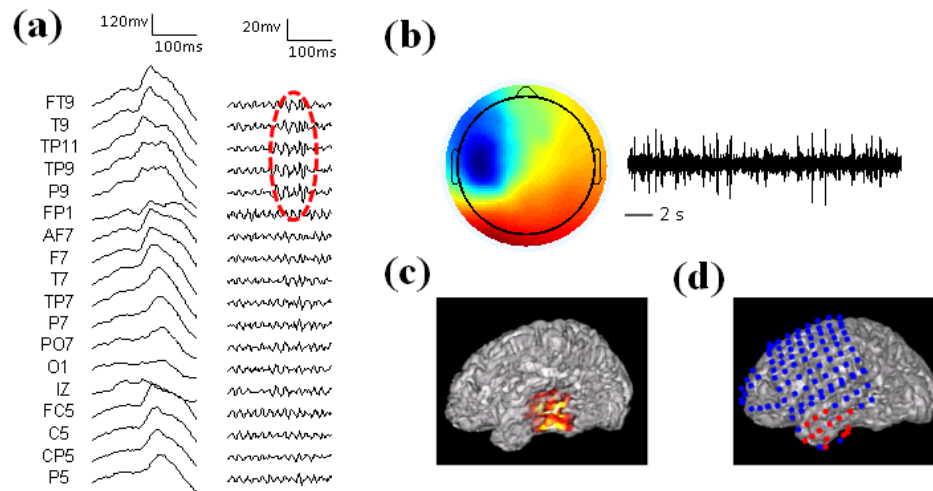 (a)
120mv
100ms
20mv
100ms
FT9
T9
TP11
TP9
P9
FP1
AF7
F7
T7
TP7
P7
PO7
O1
IZ
FC5
C5
CP5
P5
(b)
2 s
(c)
(d)